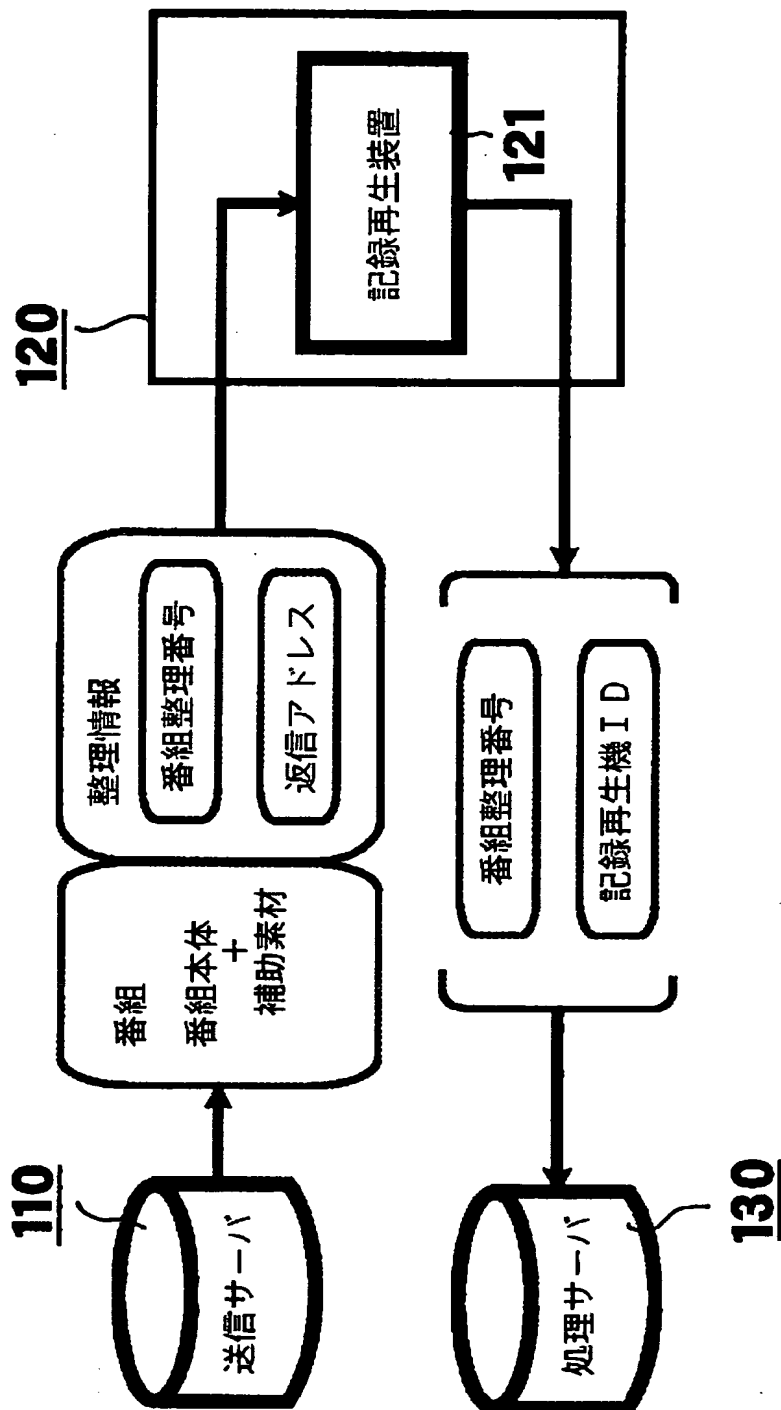 110
送信サーバ
番組
番組本体
+
補助素材
整理情報
番組整理番号
返信アドレス
120
記録再生装置
121
番組整理番号
記録再生機ID
処理サーバ
130